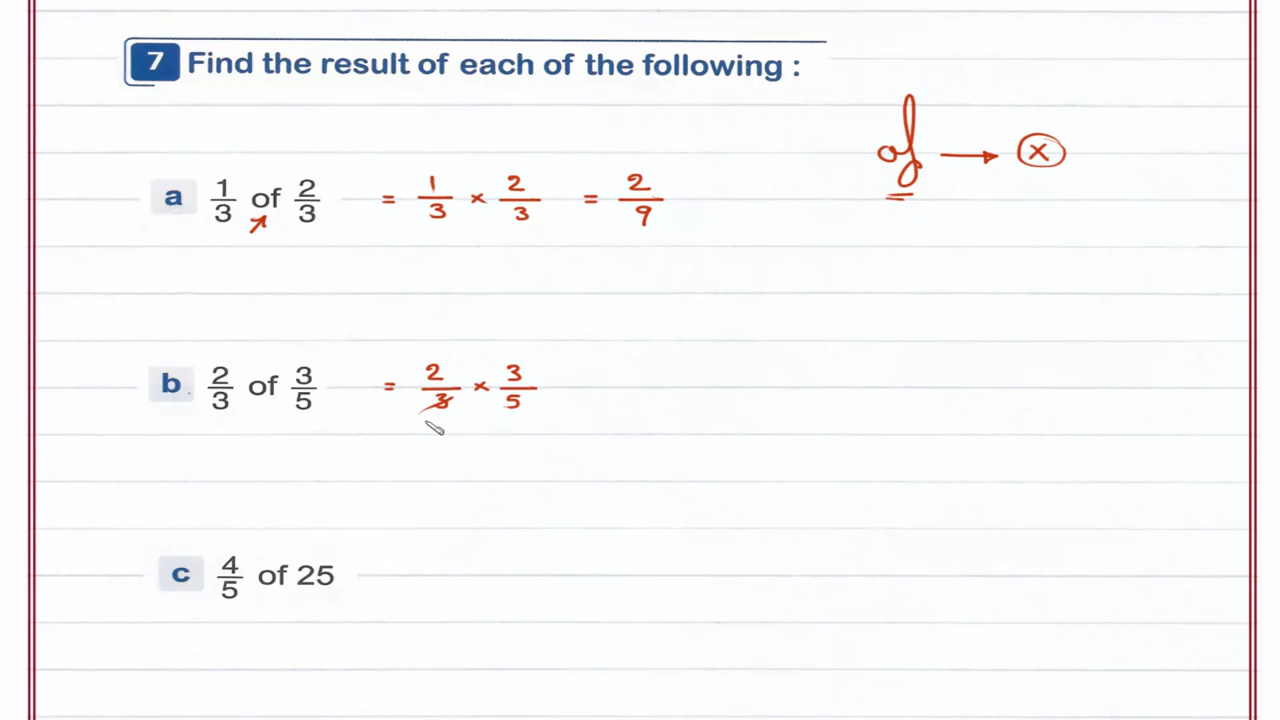 7 Find the result of each of the following :
of → ×
a 1/3 of 2/3 = 1/3 × 2/3 = 2/9
b 2/3 of 3/5 = 2/3 × 3/5
c 4/5 of 25